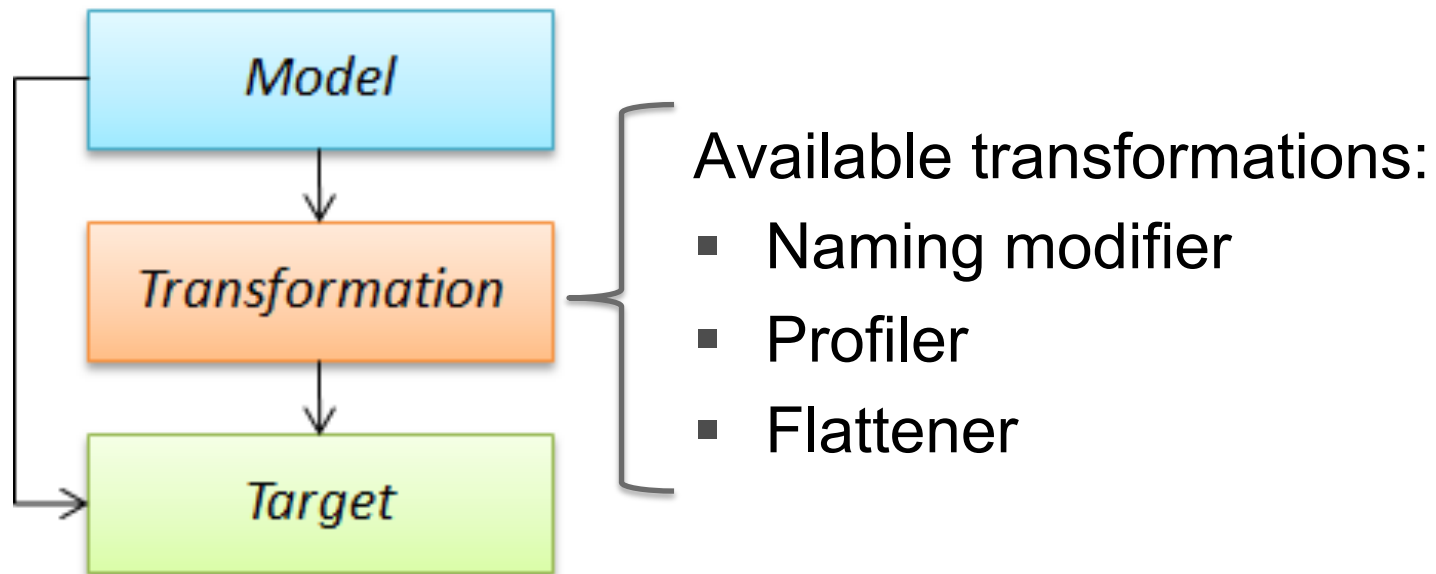 Model
Transformation
Target
Available transformations:
▪ Naming modifier
▪ Profiler
▪ Flattener